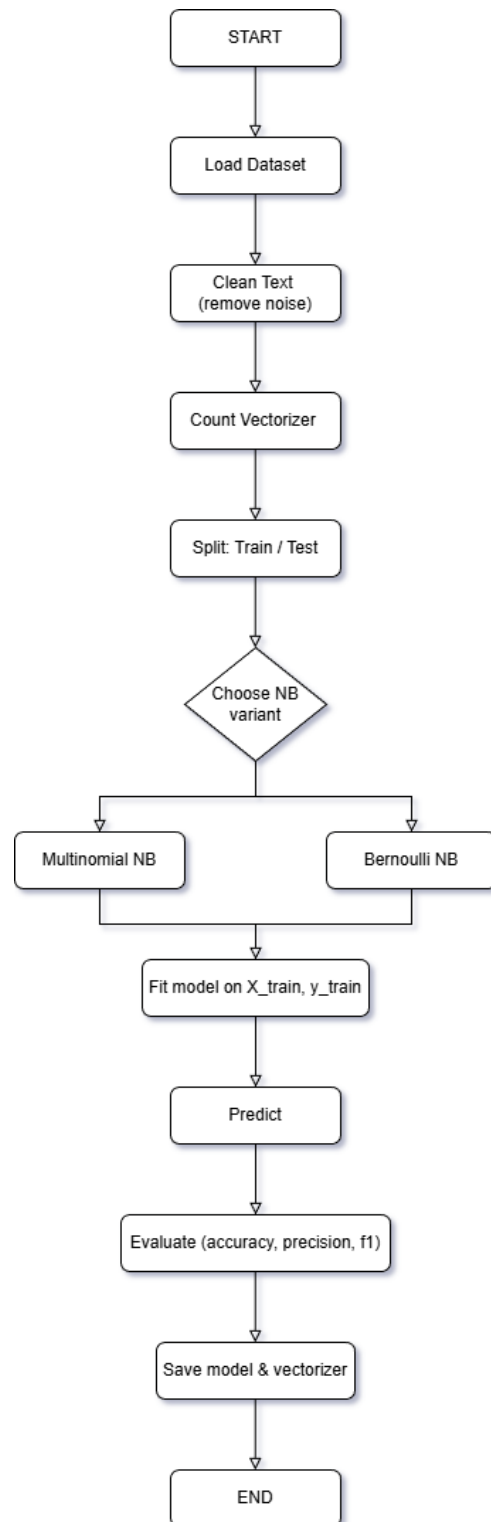 START
Load Dataset
Clean Text
(remove noise)
Count Vectorizer
Split: Train / Test
Choose NB
variant
Multinomial NB
Bernoulli NB
Fit model on X_train, y_train
Predict
Evaluate (accuracy, precision, f1)
Save model & vectorizer
END